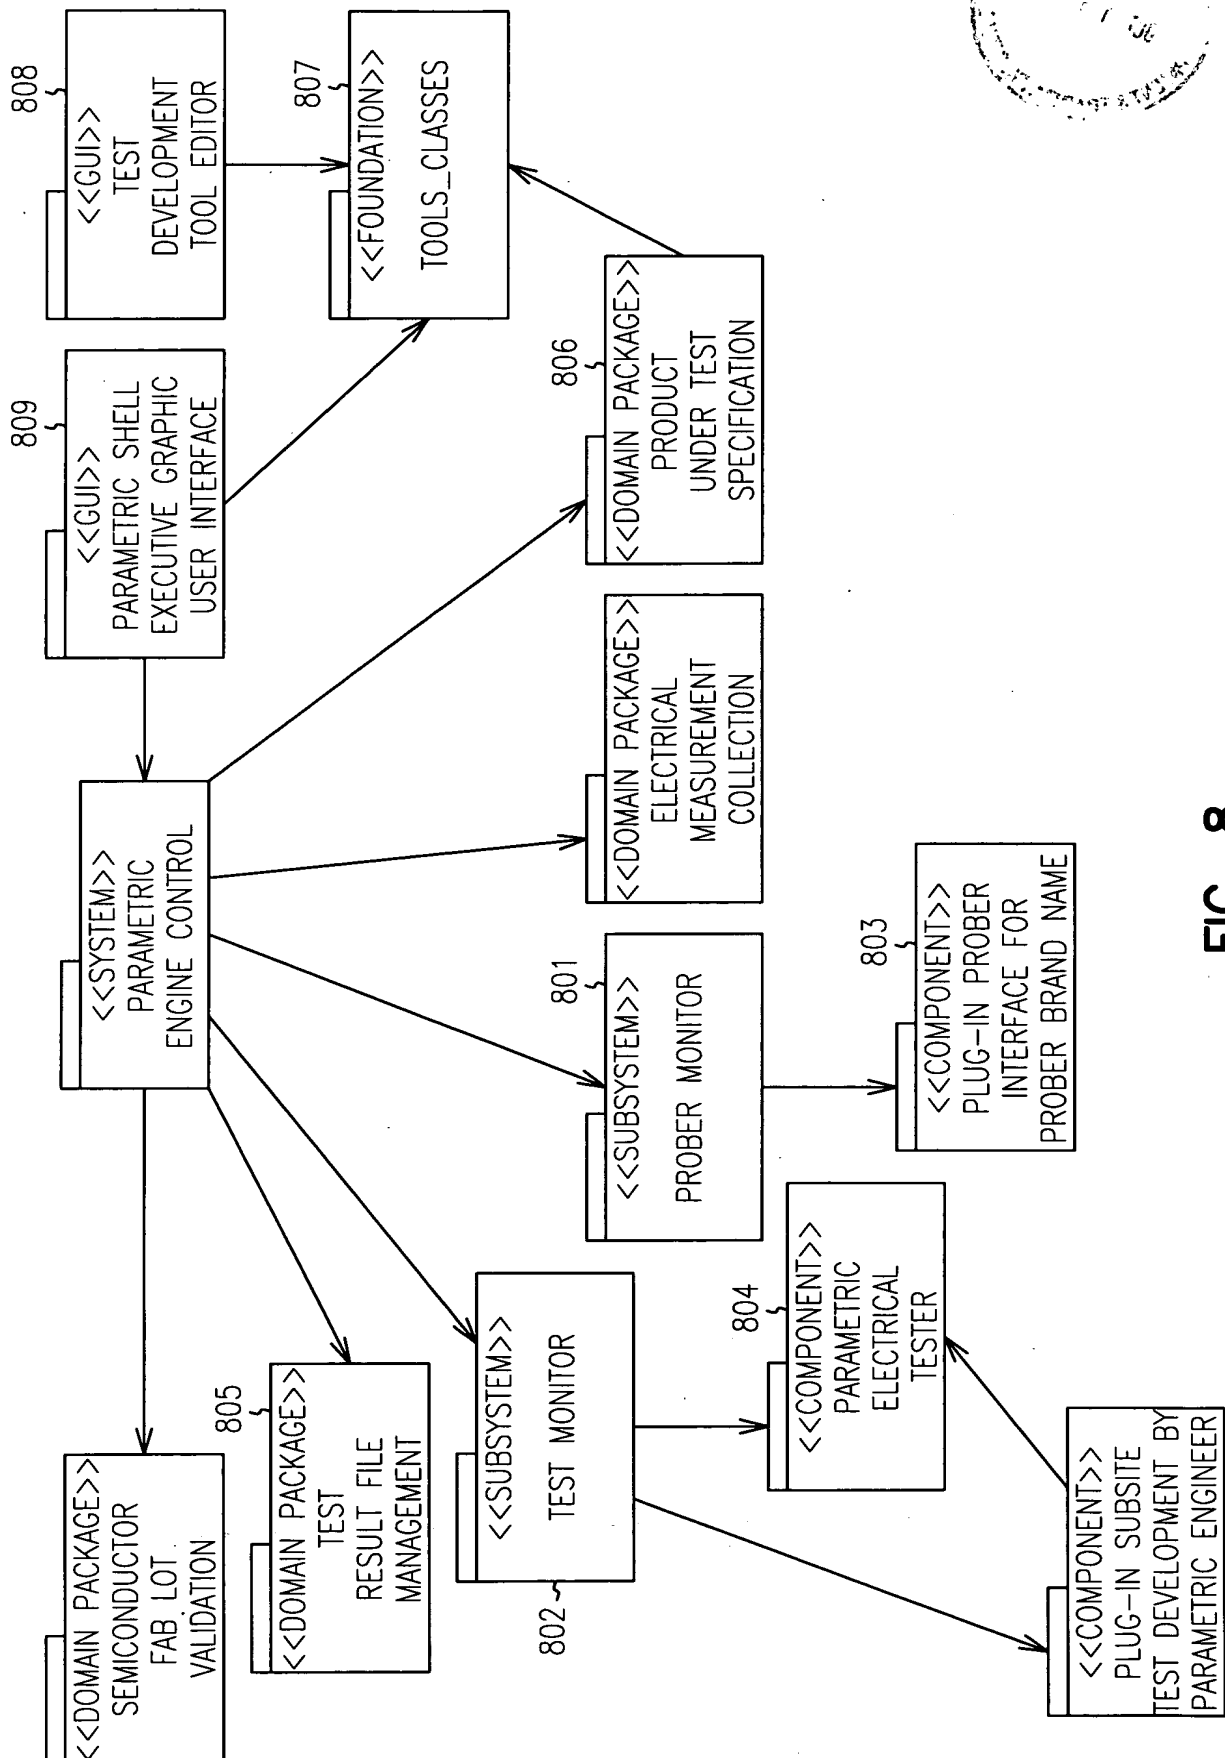 <<DOMAIN PACKAGE>>
SEMICONDUCTOR
FAB LOT
VALIDATION
805
<<DOMAIN PACKAGE>>
TEST
RESULT FILE
MANAGEMENT
802
<<SUBSYSTEM>>
TEST MONITOR
<<COMPONENT>>
PLUG-IN SUBSITE
TEST DEVELOPMENT BY
PARAMETRIC ENGINEER
804
<<COMPONENT>>
PARAMETRIC
ELECTRICAL
TESTER
<<SYSTEM>>
PARAMETRIC
ENGINE CONTROL
801
<<SUBSYSTEM>>
PROBER MONITOR
803
<<COMPONENT>>
PLUG-IN PROBER
INTERFACE FOR
PROBER BRAND NAME
<<DOMAIN PACKAGE>>
ELECTRICAL
MEASUREMENT
COLLECTION
809
<<GUI>>
PARAMETRIC SHELL
EXECUTIVE GRAPHIC
USER INTERFACE
806
<<DOMAIN PACKAGE>>
PRODUCT
UNDER TEST
SPECIFICATION
808
<<GUI>>
TEST
DEVELOPMENT
TOOL EDITOR
807
<<FOUNDATION>>
TOOLS_CLASSES
FIG. 8